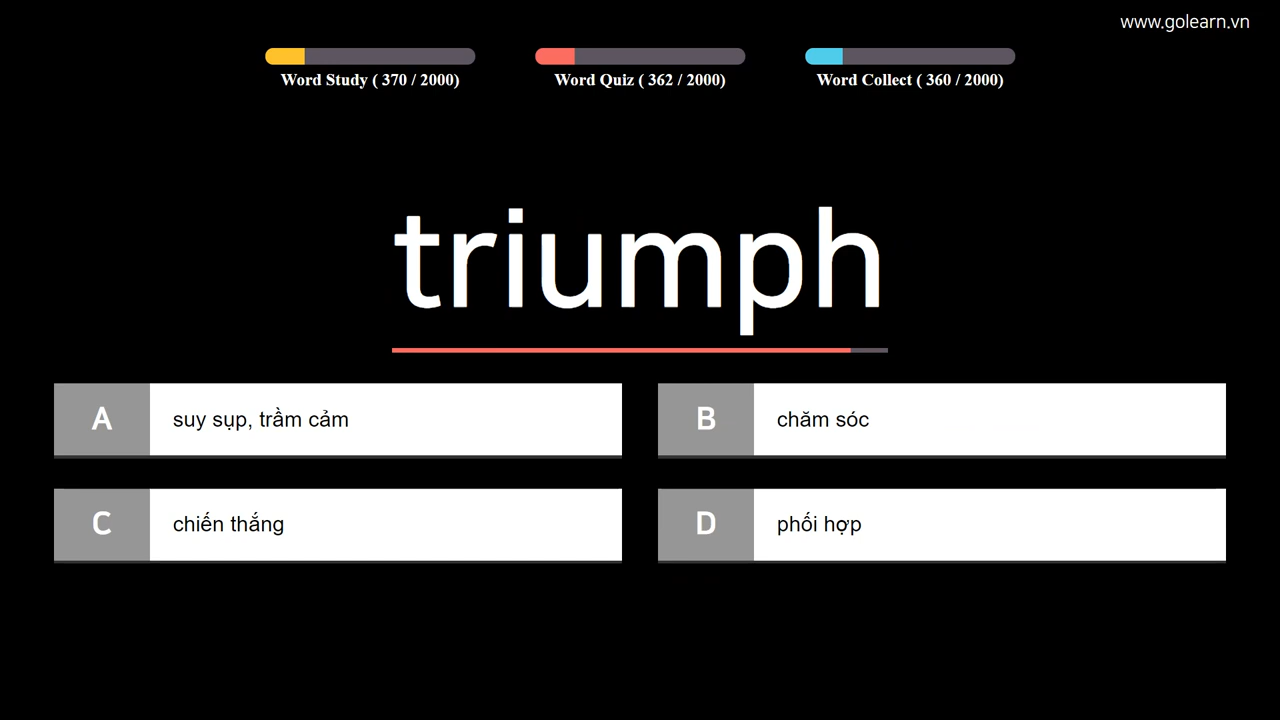 www.golearn.vn
Word Study ( 370 / 2000)
Word Quiz ( 362 / 2000)
Word Collect ( 360 / 2000)
triumph
A suy sụp, trầm cảm
B chăm sóc
C chiến thắng
D phối hợp